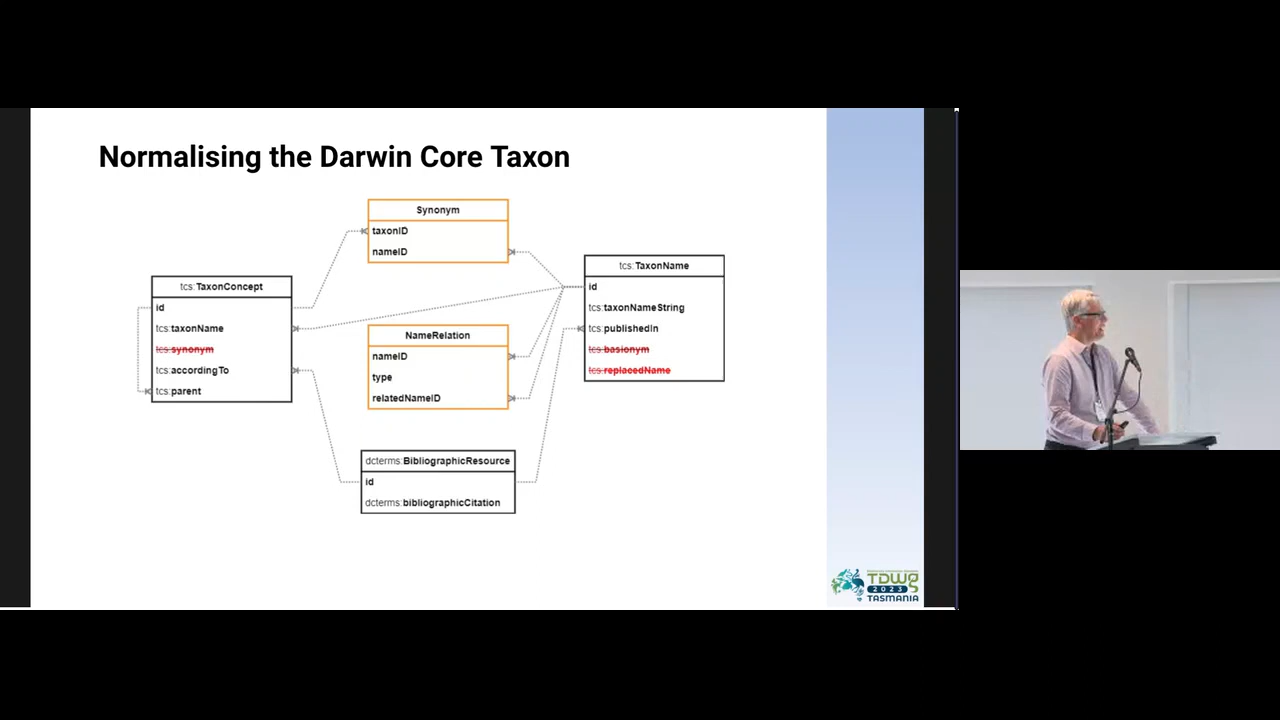 Normalising the Darwin Core Taxon
Synonym
taxonID
nameID
tcs:TaxonConcept
id
tcs:taxonName
tcs:synonym
tcs:accordingTo
tcs:parent
NameRelation
nameID
type
relatedNameID
tcs:TaxonName
id
tcs:taxonNameString
tcs:publishedIn
tcs:basionym
tcs:replacedName
dcterms:BibliographicResource
id
dcterms:bibliographicCitation
TDWG
2023
TASMANIA